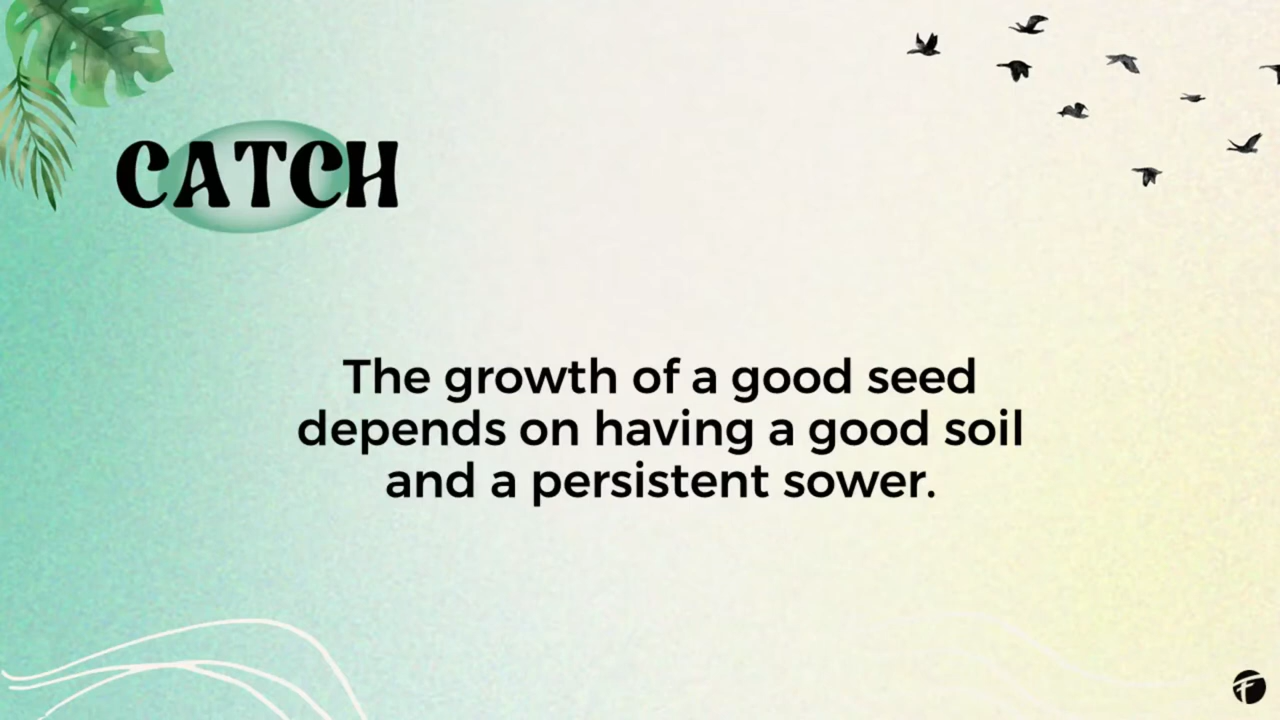 CATCH
The growth of a good seed
depends on having a good soil
and a persistent sower.